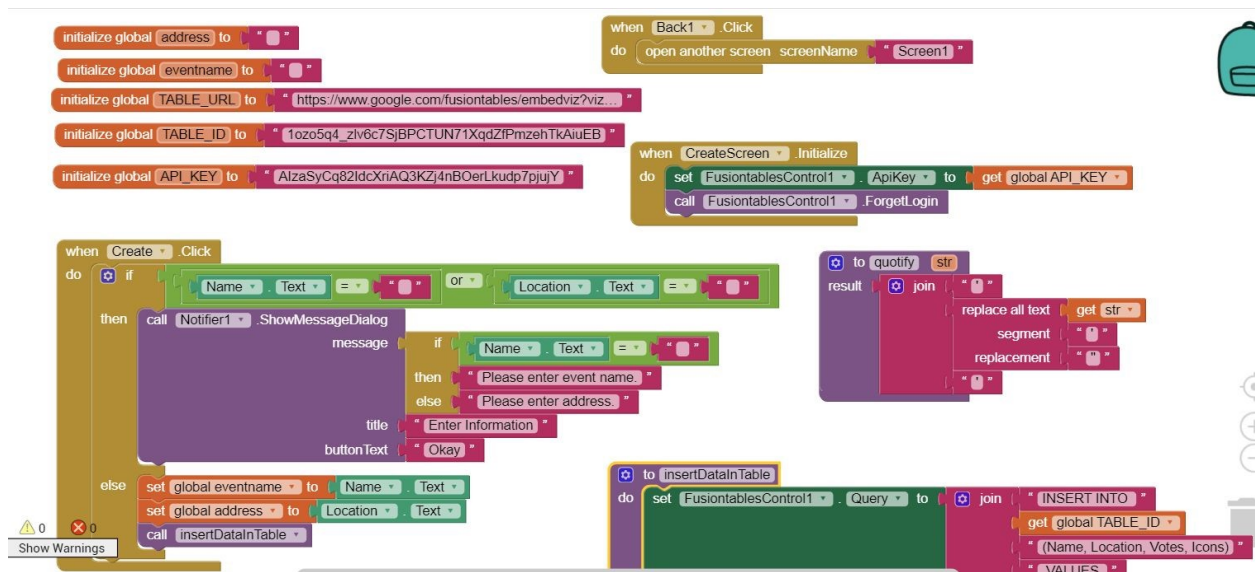 initialize global address to " "
initialize global eventname to " "
initialize global TABLE_URL to " https://www.google.com/fusiontables/embedviz?viz... "
initialize global TABLE_ID to " 1ozo5q4_zlv6c7SjBPCTUN71XqdZfPmzehTkAiuEB "
initialize global API_KEY to " AIzaSyCq82IdcXriAQ3KZj4nBOerLkudp7pjujY "
when Back1 .Click
do open another screen screenName " Screen1 "
when CreateScreen .Initialize
do set FusiontablesControl1 . ApiKey to get global API_KEY
call FusiontablesControl1 .ForgetLogin
when Create .Click
do if Name . Text = " " or Location . Text = " "
then call Notifier1 .ShowMessageDialog
message if Name . Text = " "
then " Please enter event name. "
else " Please enter address. "
title " Enter Information "
buttonText " Okay "
else set global eventname to Name . Text
set global address to Location . Text
call insertDataInTable
to quotify str
result join " ' "
replace all text get str
segment " ' "
replacement " '' "
" ' "
to insertDataInTable
do set FusiontablesControl1 . Query to join " INSERT INTO "
get global TABLE_ID
" (Name, Location, Votes, Icons) "
" VALUES "
0 0
Show Warnings